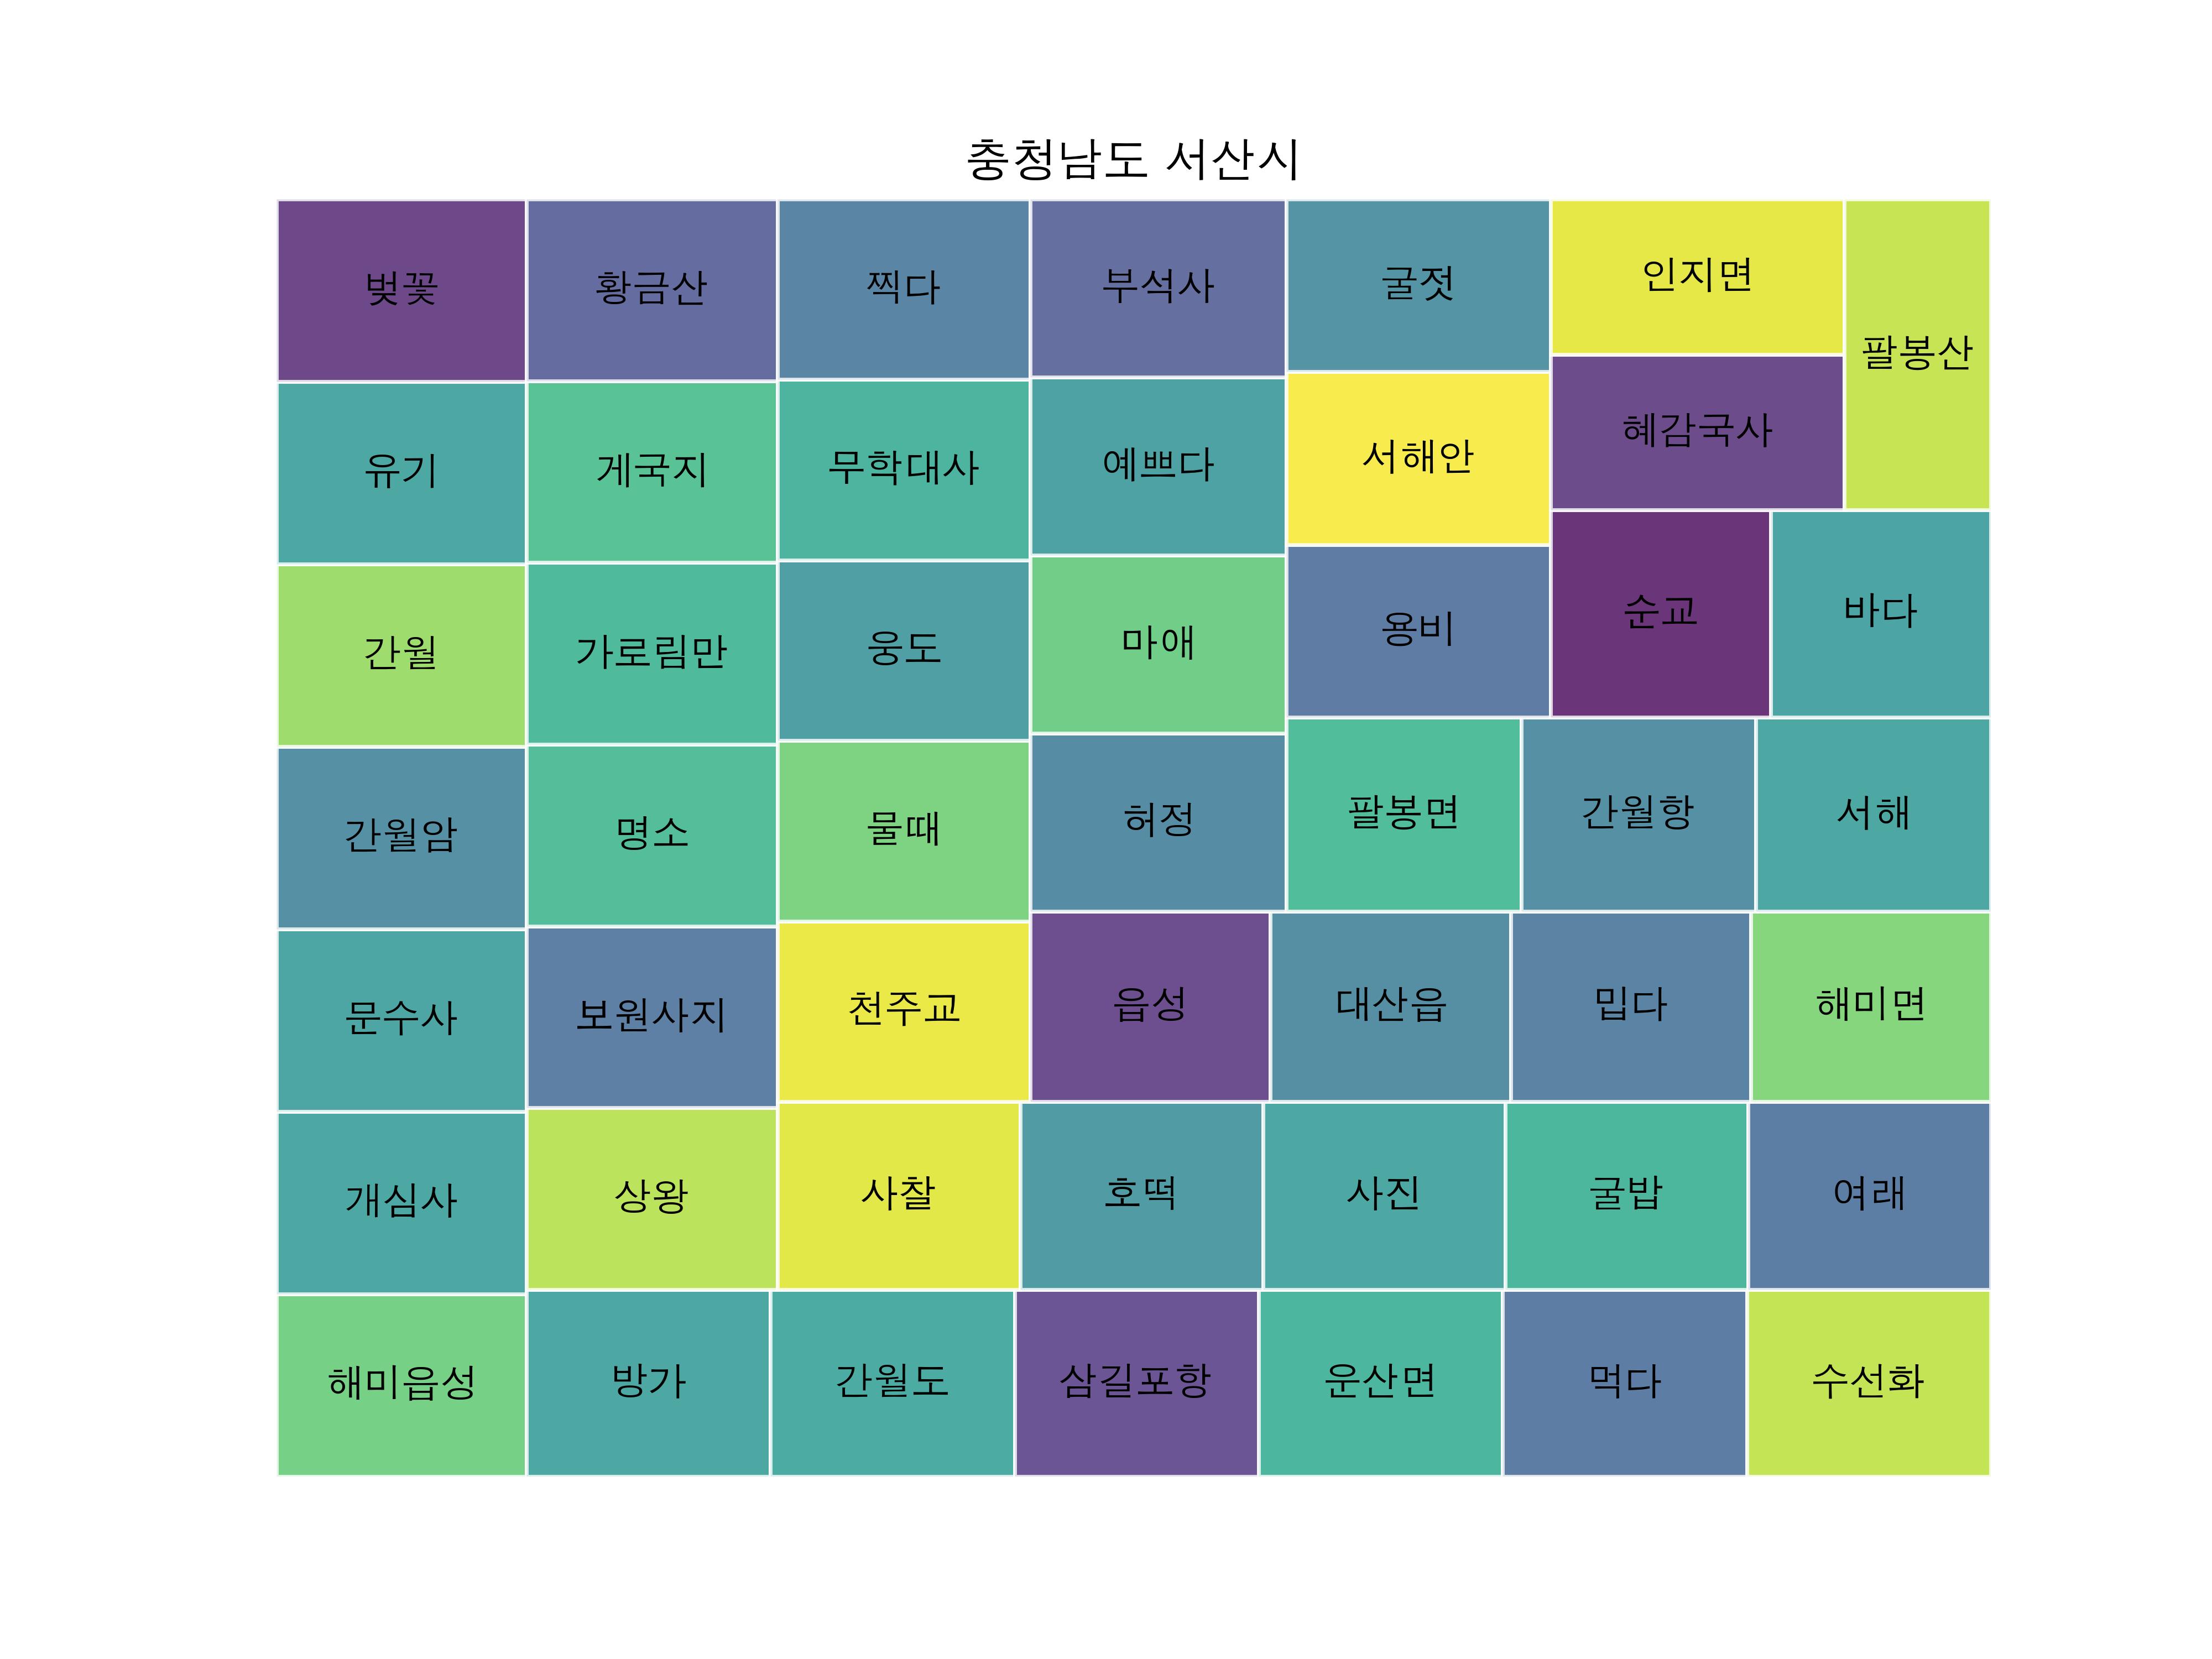 충청남도 서산시
벚꽃
황금산
찍다
부석사
굴젓
인지면
팔봉산
혜감국사
유기
게국지
무학대사
예쁘다
서해안
순교
바다
간월
가로림만
웅도
마애
용비
간월암
명소
물때
허정
팔봉면
간월항
서해
문수사
보원사지
천주교
읍성
대산읍
밉다
해미면
개심사
상왕
사찰
호떡
사진
굴밥
여래
해미읍성
방가
간월도
삼길포항
운산면
먹다
수선화